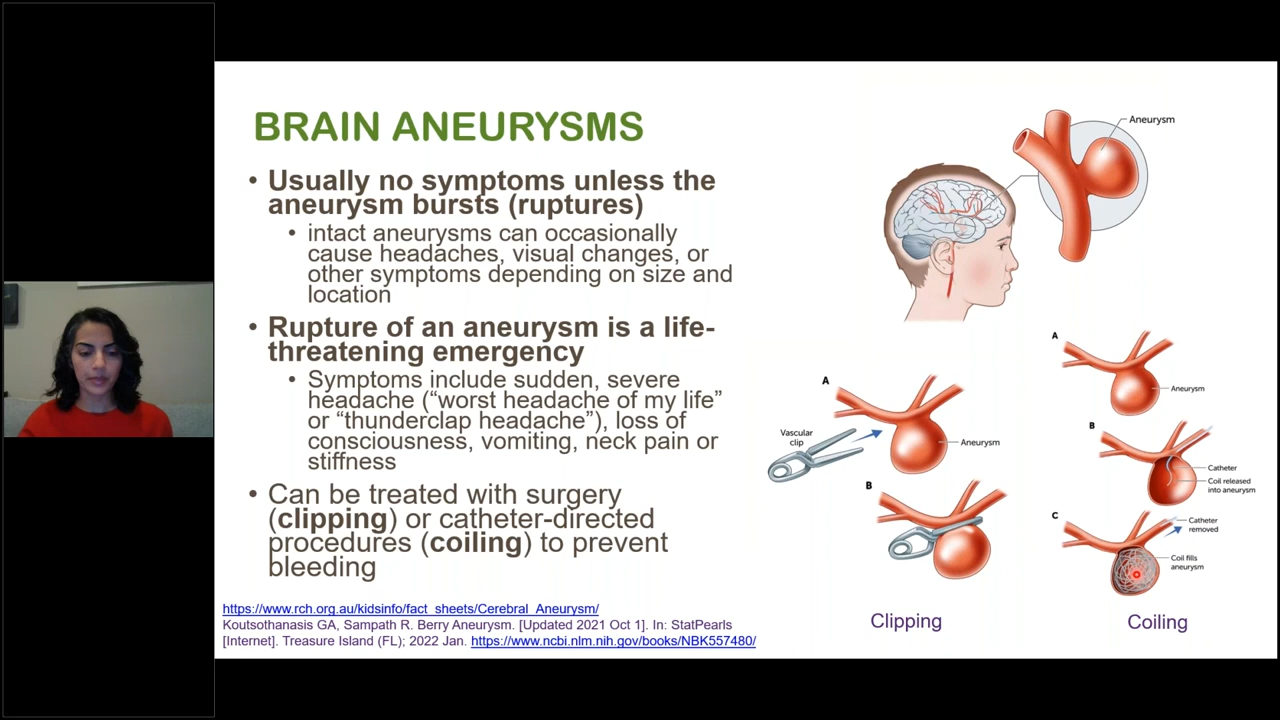 BRAIN ANEURYSMS
• Usually no symptoms unless the
aneurysm bursts (ruptures)
• intact aneurysms can occasionally
cause headaches, visual changes, or
other symptoms depending on size and
location
• Rupture of an aneurysm is a life-
threatening emergency
• Symptoms include sudden, severe
headache (“worst headache of my life”
or “thunderclap headache”), loss of
consciousness, vomiting, neck pain or
stiffness
• Can be treated with surgery
(clipping) or catheter-directed
procedures (coiling) to prevent
bleeding
https://www.rch.org.au/kidsinfo/fact_sheets/Cerebral_Aneurysm/
Koutsothanasis GA, Sampath R. Berry Aneurysm. [Updated 2021 Oct 1]. In: StatPearls
[Internet]. Treasure Island (FL); 2022 Jan. https://www.ncbi.nlm.nih.gov/books/NBK557480/
Aneurysm
A
Vascular
clip
Aneurysm
B
Clipping
A
Aneurysm
B
Catheter
Coil released
into aneurysm
C
Catheter
removed
Coil fills
aneurysm
Coiling